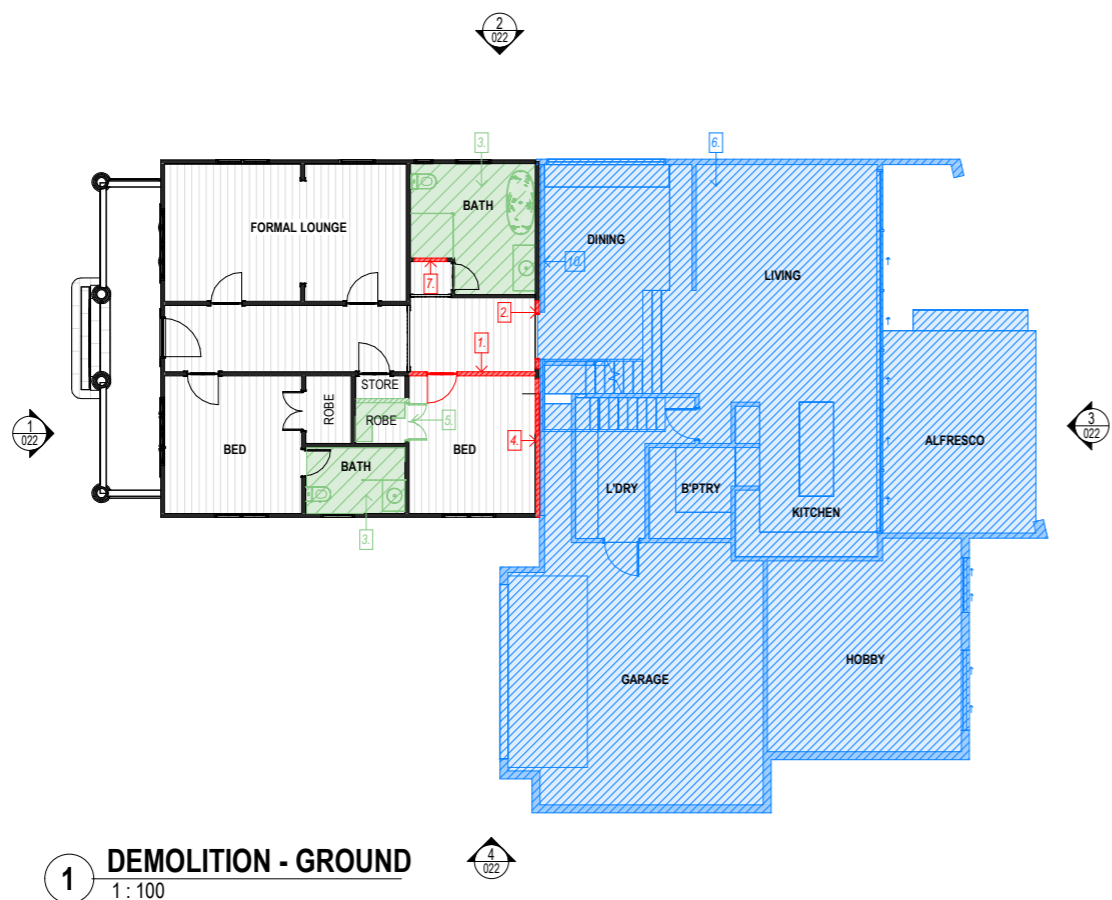 2
022
3.
6.
BATH
FORMAL LOUNGE
DINING
10.
LIVING
7.
2.
1.
STORE
ROBE
ROBE
5.
1
022
3
022
BED
BED
4.
ALFRESCO
BATH
L'DRY
B'PTRY
KITCHEN
3.
HOBBY
GARAGE
1
DEMOLITION - GROUND
1 : 100
4
022